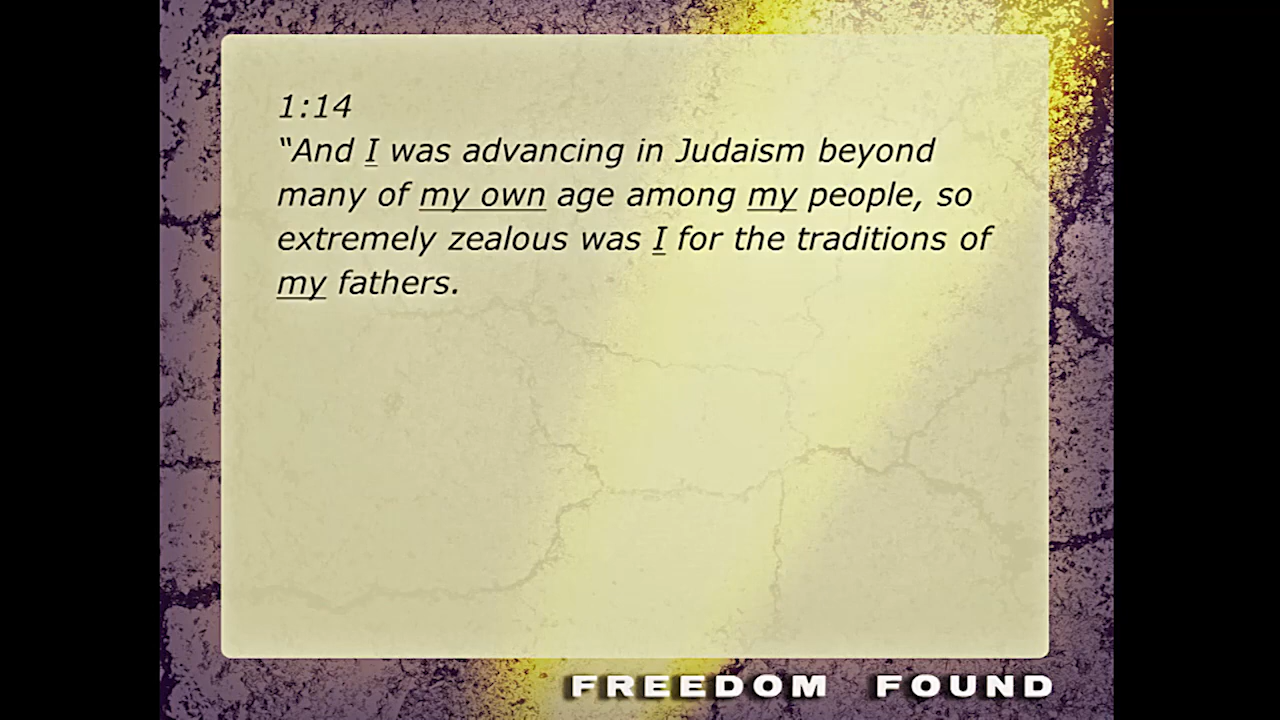 1:14
“And I was advancing in Judaism beyond
many of my own age among my people, so
extremely zealous was I for the traditions of
my fathers.
FREEDOM FOUND